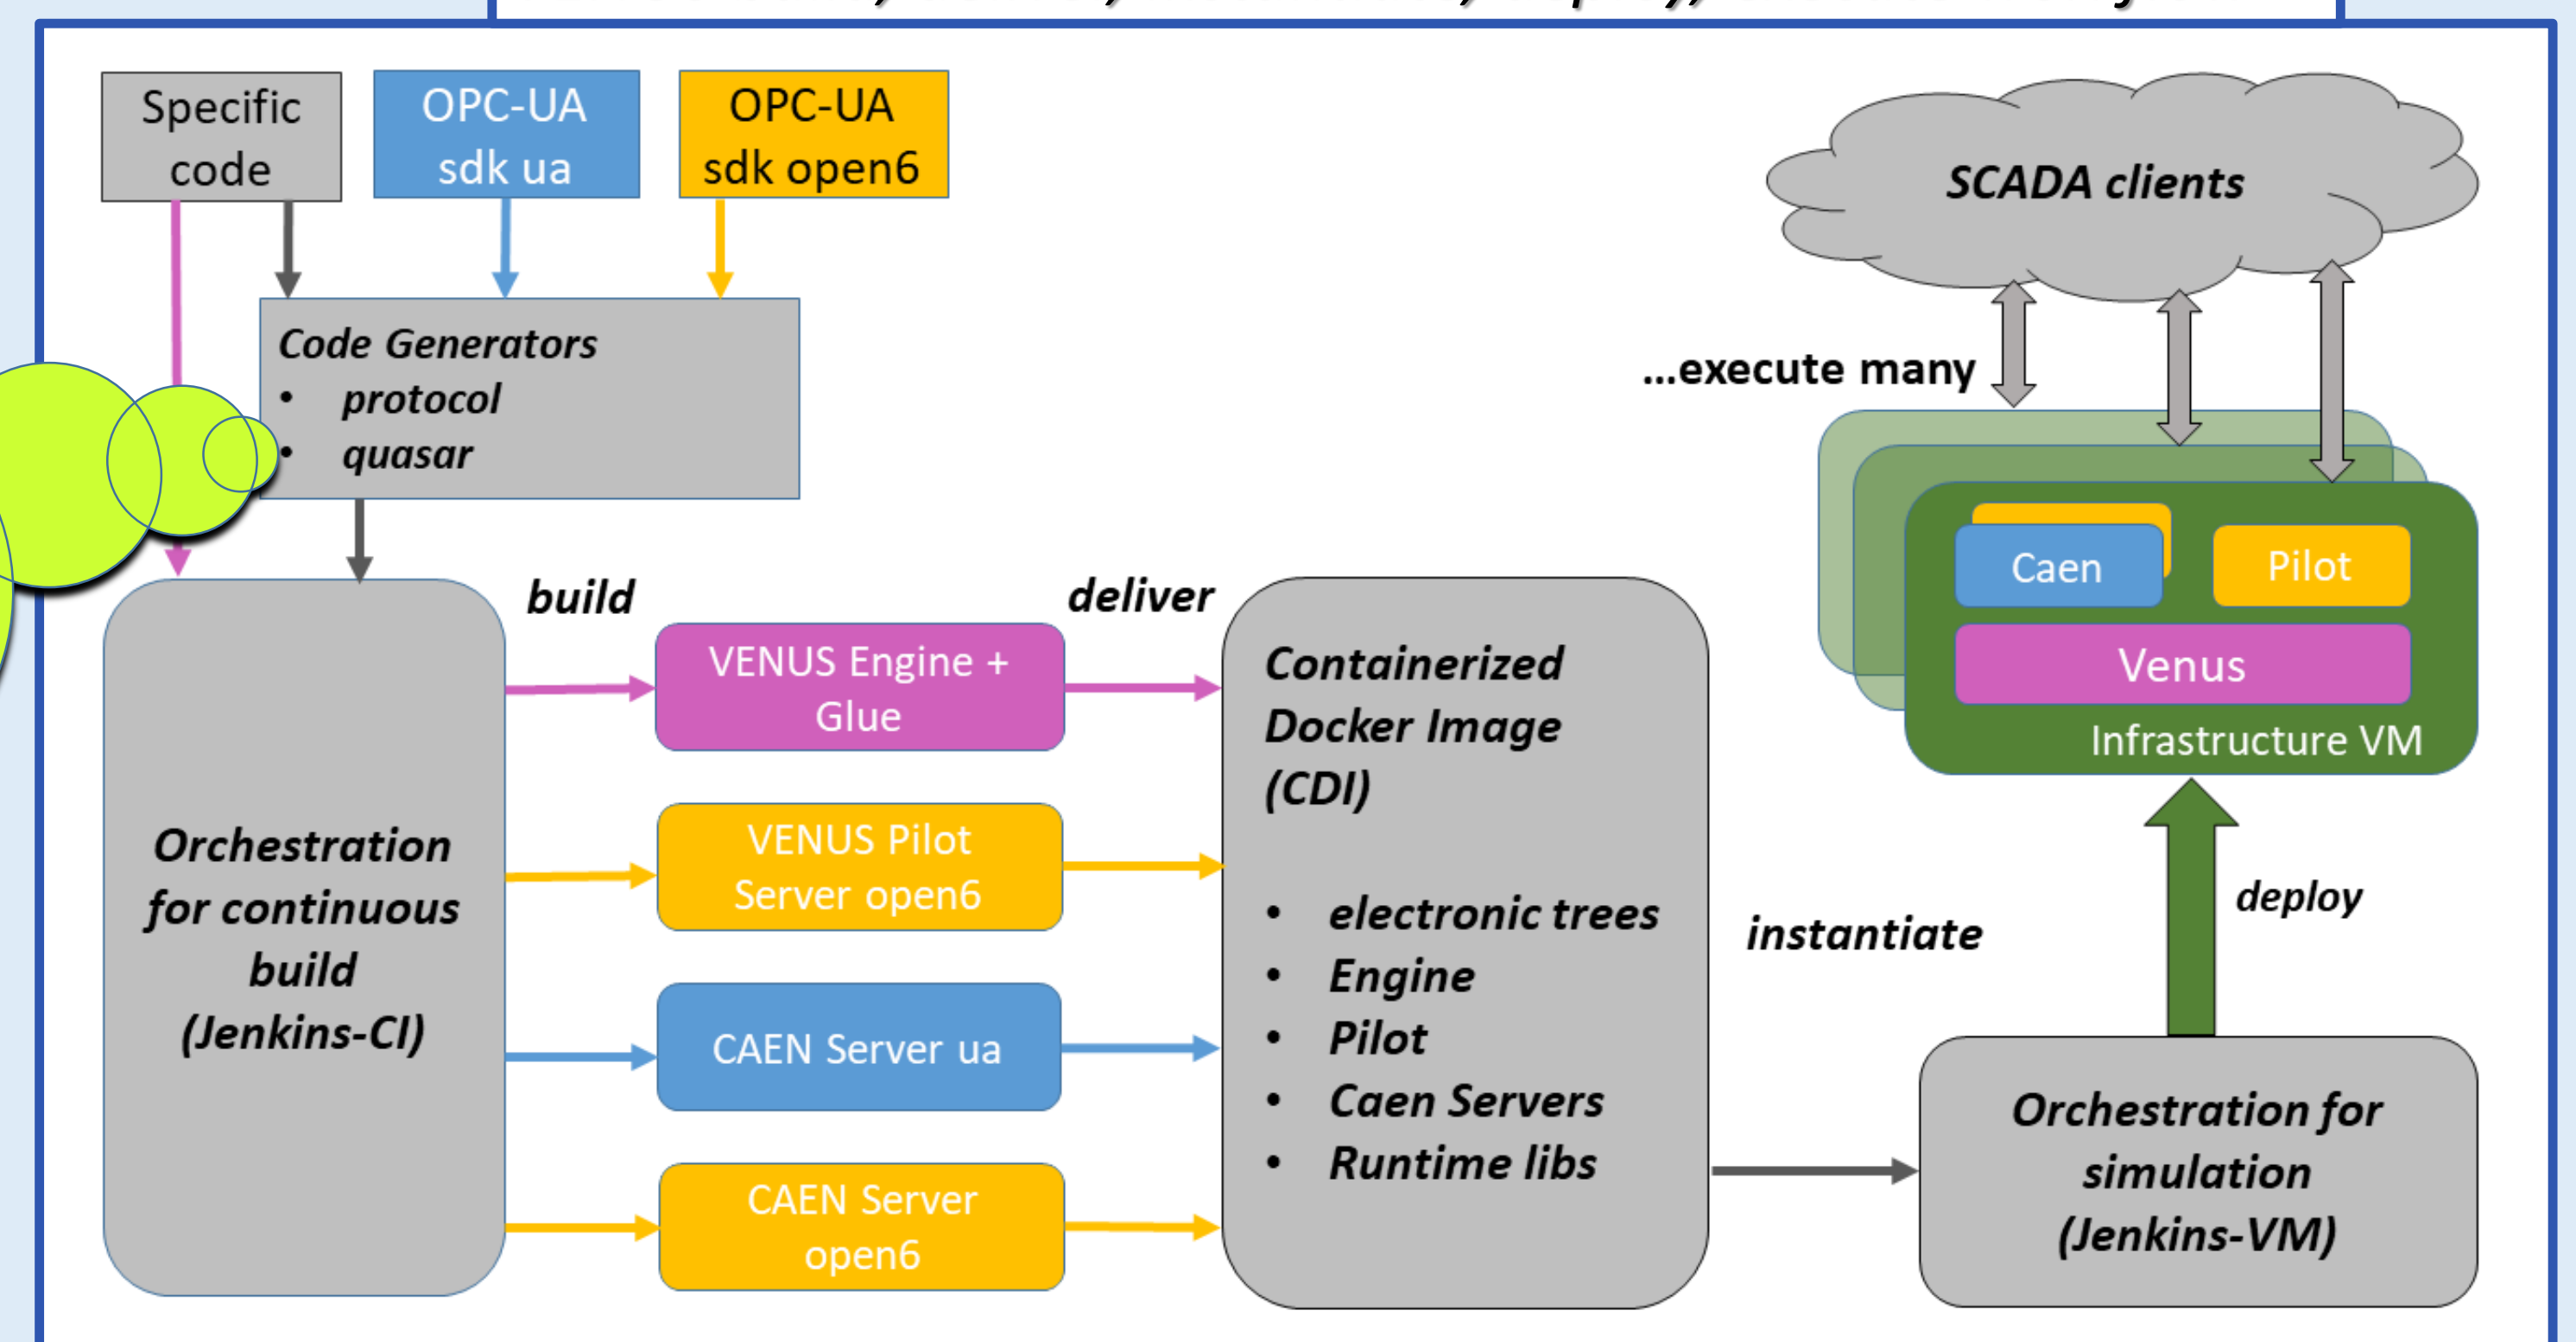 Specific
code
OPC-UA
sdk ua
OPC-UA
sdk open6
Code Generators
• protocol
• quasar
SCADA clients
...execute many
Caen
Pilot
Venus
Infrastructure VM
build
deliver
VENUS Engine +
Glue
VENUS Pilot
Server open6
CAEN Server ua
CAEN Server
open6
Orchestration
for continuous
build
(Jenkins-CI)
Containerized
Docker Image
(CDI)
• electronic trees
• Engine
• Pilot
• Caen Servers
• Runtime libs
instantiate
deploy
Orchestration for
simulation
(Jenkins-VM)